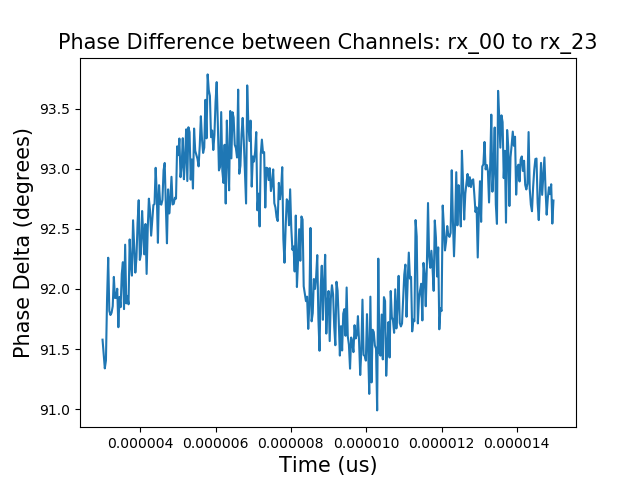 Phase Difference between Channels: rx_00 to rx_23
Phase Delta (degrees)
93.5
93.0
92.5
92.0
91.5
91.0
0.000004 0.000006 0.000008 0.000010 0.000012 0.000014
Time (us)